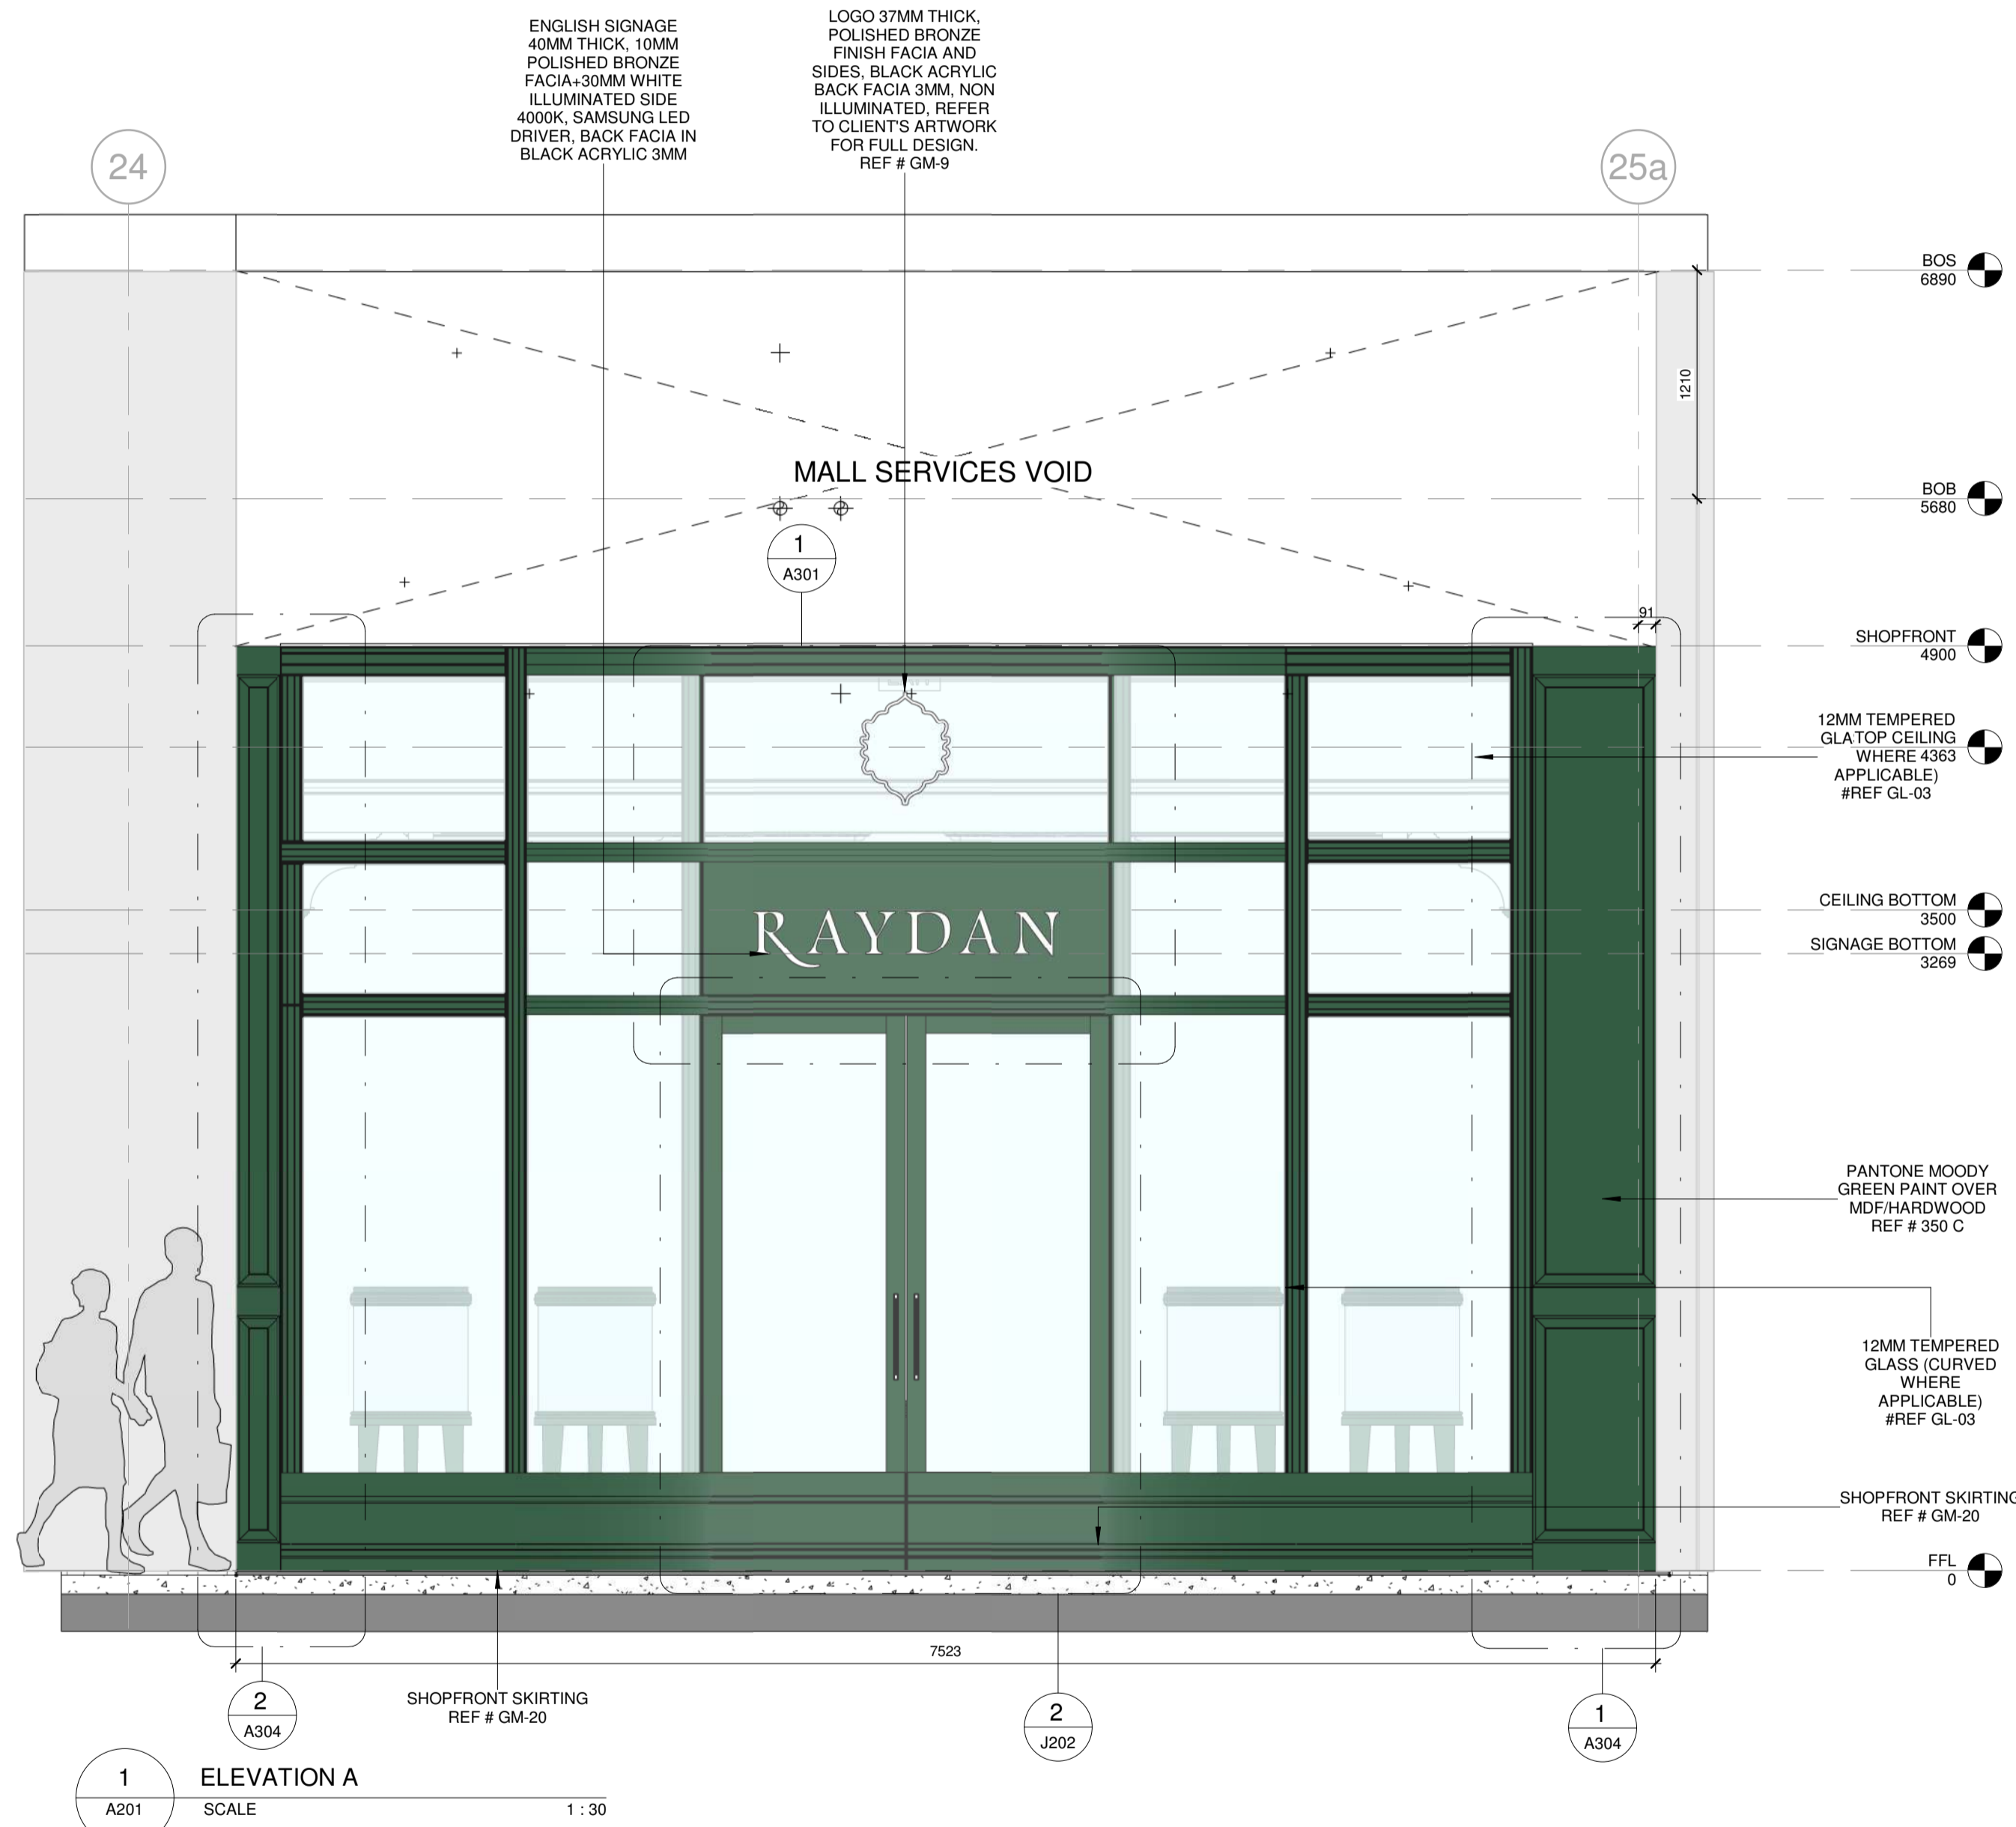 ENGLISH SIGNAGE
40MM THICK, 10MM
POLISHED BRONZE
FACIA+30MM WHITE
ILLUMINATED SIDE
4000K, SAMSUNG LED
DRIVER, BACK FACIA IN
BLACK ACRYLIC 3MM
LOGO 37MM THICK,
POLISHED BRONZE
FINISH FACIA AND
SIDES, BLACK ACRYLIC
BACK FACIA 3MM, NON
ILLUMINATED, REFER
TO CLIENT'S ARTWORK
FOR FULL DESIGN.
REF # GM-9
24
25a
BOS
6890
1210
MALL SERVICES VOID
BOB
5680
1
A301
91
SHOPFRONT
4900
12MM TEMPERED
GLATOP CEILING
WHERE 4363
APPLICABLE)
#REF GL-03
RAYDAN
CEILING BOTTOM
3500
SIGNAGE BOTTOM
3269
PANTONE MOODY
GREEN PAINT OVER
MDF/HARDWOOD
REF # 350 C
12MM TEMPERED
GLASS (CURVED
WHERE
APPLICABLE)
#REF GL-03
SHOPFRONT SKIRTING
REF # GM-20
FFL
0
7523
2
A304
SHOPFRONT SKIRTING
REF # GM-20
2
J202
1
A304
1
A201
ELEVATION A
SCALE
1 : 30